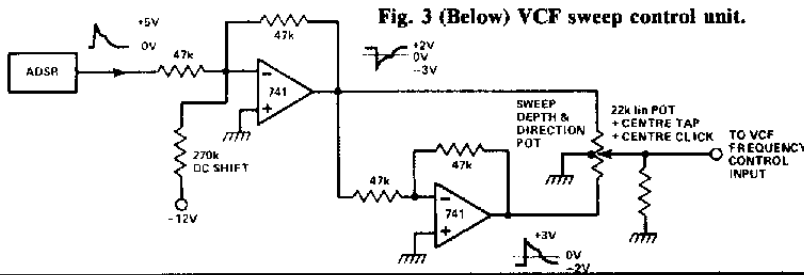 Fig. 3 (Below) VCF sweep control unit.
+5V
0V
47k
+2V
0V
-3V
ADSR
47k
741
SWEEP
DEPTH &
DIRECTION
POT
22k lin POT
+ CENTRE TAP
+ CENTRE CLICK
TO VCF
FREQUENCY
CONTROL
INPUT
270k
DC SHIFT
-12V
47k
47k
741
+3V
0V
-2V